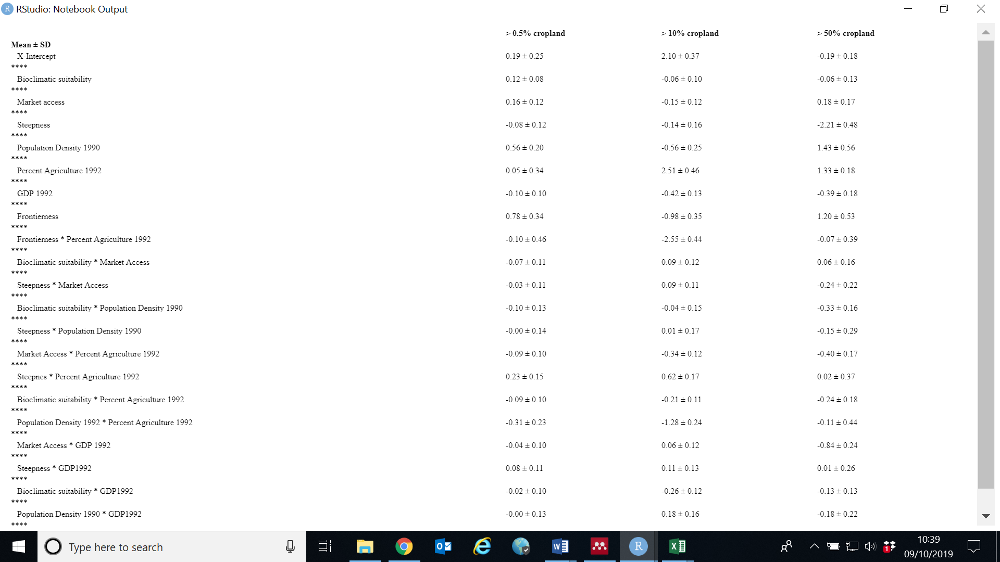 RStudio: Notebook Output
> 0.5% cropland > 10% cropland > 50% cropland
Mean ± SD
X-Intercept 0.19 ± 0.25 2.10 ± 0.37 -0.19 ± 0.18
****
Bioclimatic suitability 0.12 ± 0.08 -0.06 ± 0.10 -0.06 ± 0.13
****
Market access 0.16 ± 0.12 -0.15 ± 0.12 0.18 ± 0.17
****
Steepness -0.08 ± 0.12 -0.14 ± 0.16 -2.21 ± 0.48
****
Population Density 1990 0.56 ± 0.20 -0.56 ± 0.25 1.43 ± 0.56
****
Percent Agriculture 1992 0.05 ± 0.34 2.51 ± 0.46 1.33 ± 0.18
****
GDP 1992 -0.10 ± 0.10 -0.42 ± 0.13 -0.39 ± 0.18
****
Frontierness 0.78 ± 0.34 -0.98 ± 0.35 1.20 ± 0.53
****
Frontierness * Percent Agriculture 1992 -0.10 ± 0.46 -2.55 ± 0.44 -0.07 ± 0.39
****
Bioclimatic suitability * Market Access -0.07 ± 0.11 0.09 ± 0.12 0.06 ± 0.16
****
Steepness * Market Access -0.03 ± 0.11 0.09 ± 0.11 -0.24 ± 0.22
****
Bioclimatic suitability * Population Density 1990 -0.10 ± 0.13 -0.04 ± 0.15 -0.33 ± 0.16
****
Steepness * Population Density 1990 -0.00 ± 0.14 0.01 ± 0.17 -0.15 ± 0.29
****
Market Access * Percent Agriculture 1992 -0.09 ± 0.10 -0.34 ± 0.12 -0.40 ± 0.17
****
Steepnes * Percent Agriculture 1992 0.23 ± 0.15 0.62 ± 0.17 0.02 ± 0.37
****
Bioclimatic suitability * Percent Agriculture 1992 -0.09 ± 0.10 -0.21 ± 0.11 -0.24 ± 0.18
****
Population Density 1992 * Percent Agriculture 1992 -0.31 ± 0.23 -1.28 ± 0.24 -0.11 ± 0.44
****
Market Access * GDP 1992 -0.04 ± 0.10 0.06 ± 0.12 -0.84 ± 0.24
****
Steepness * GDP1992 0.08 ± 0.11 0.11 ± 0.13 0.01 ± 0.26
****
Bioclimatic suitability * GDP1992 -0.02 ± 0.10 -0.26 ± 0.12 -0.13 ± 0.13
****
Population Density 1990 * GDP1992 -0.00 ± 0.13 0.18 ± 0.16 -0.18 ± 0.22
****
Type here to search
10:39
09/10/2019